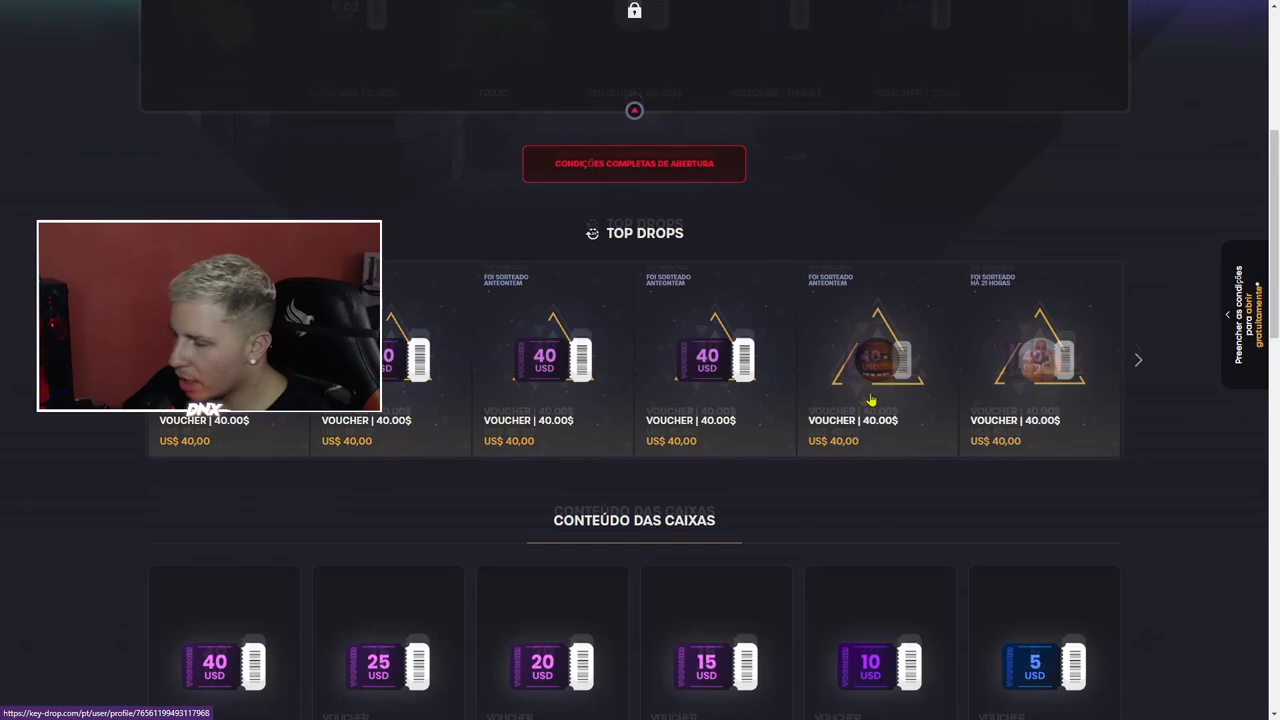 CONDIÇÕES COMPLETAS DE ABERTURA
TOP DROPS
FOI SORTEADO
ANTEONTEM
FOI SORTEADO
ANTEONTEM
FOI SORTEADO
ANTEONTEM
FOI SORTEADO
HÁ 21 HORAS
40
USD
40
USD
40
USD
DNX
VOUCHER | 40.00$
VOUCHER | 40.00$
VOUCHER | 40.00$
VOUCHER | 40.00$
VOUCHER | 40.00$
VOUCHER | 40.00$
US$ 40,00
US$ 40,00
US$ 40,00
US$ 40,00
US$ 40,00
US$ 40,00
Preencher as condições
para abrir
gratuitamente*
CONTEÚDO DAS CAIXAS
40
USD
25
USD
20
USD
15
USD
10
USD
5
USD
https://key-drop.com/pt/user/profile/76561199493117968